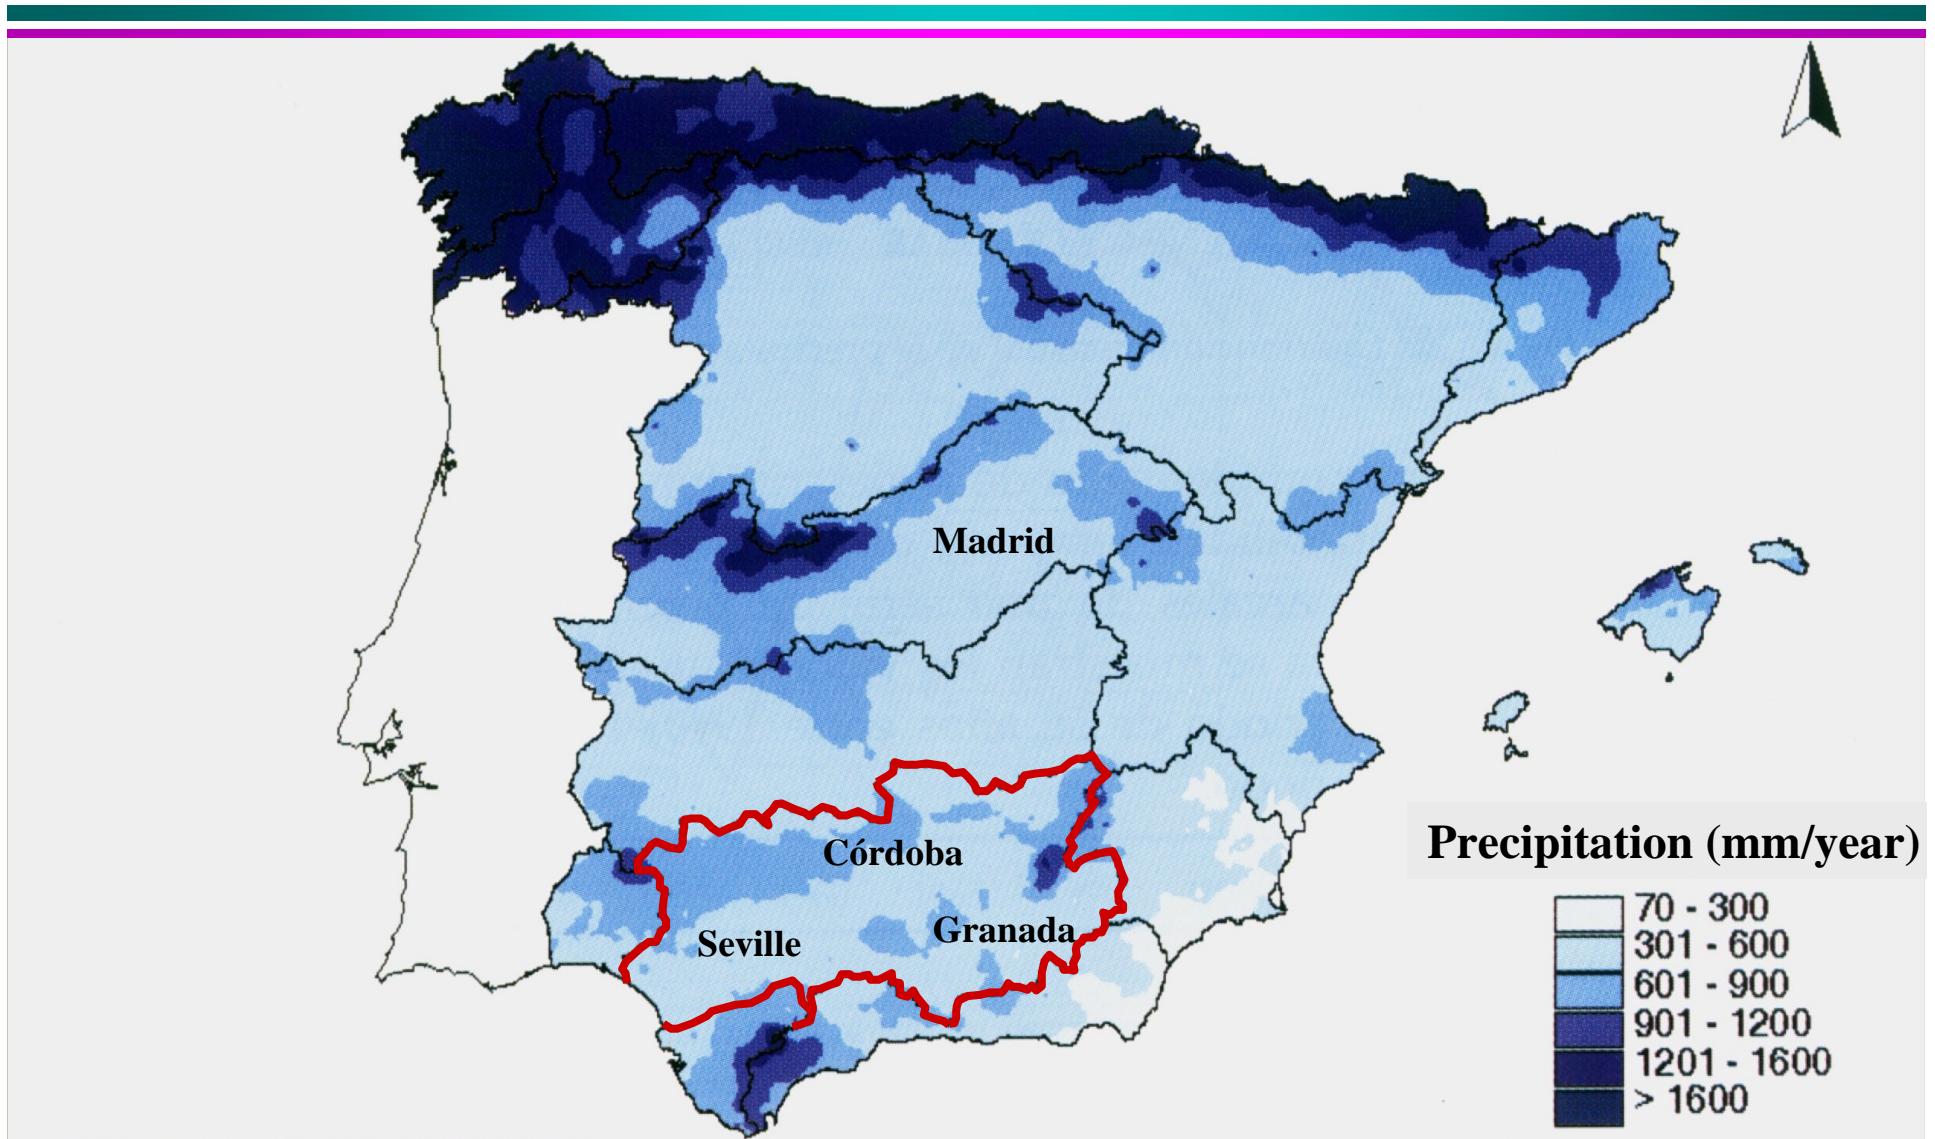 Madrid
Córdoba
Granada
Seville
Precipitation (mm/year)
70 - 300
301 - 600
601 - 900
901 - 1200
1201 - 1600
> 1600